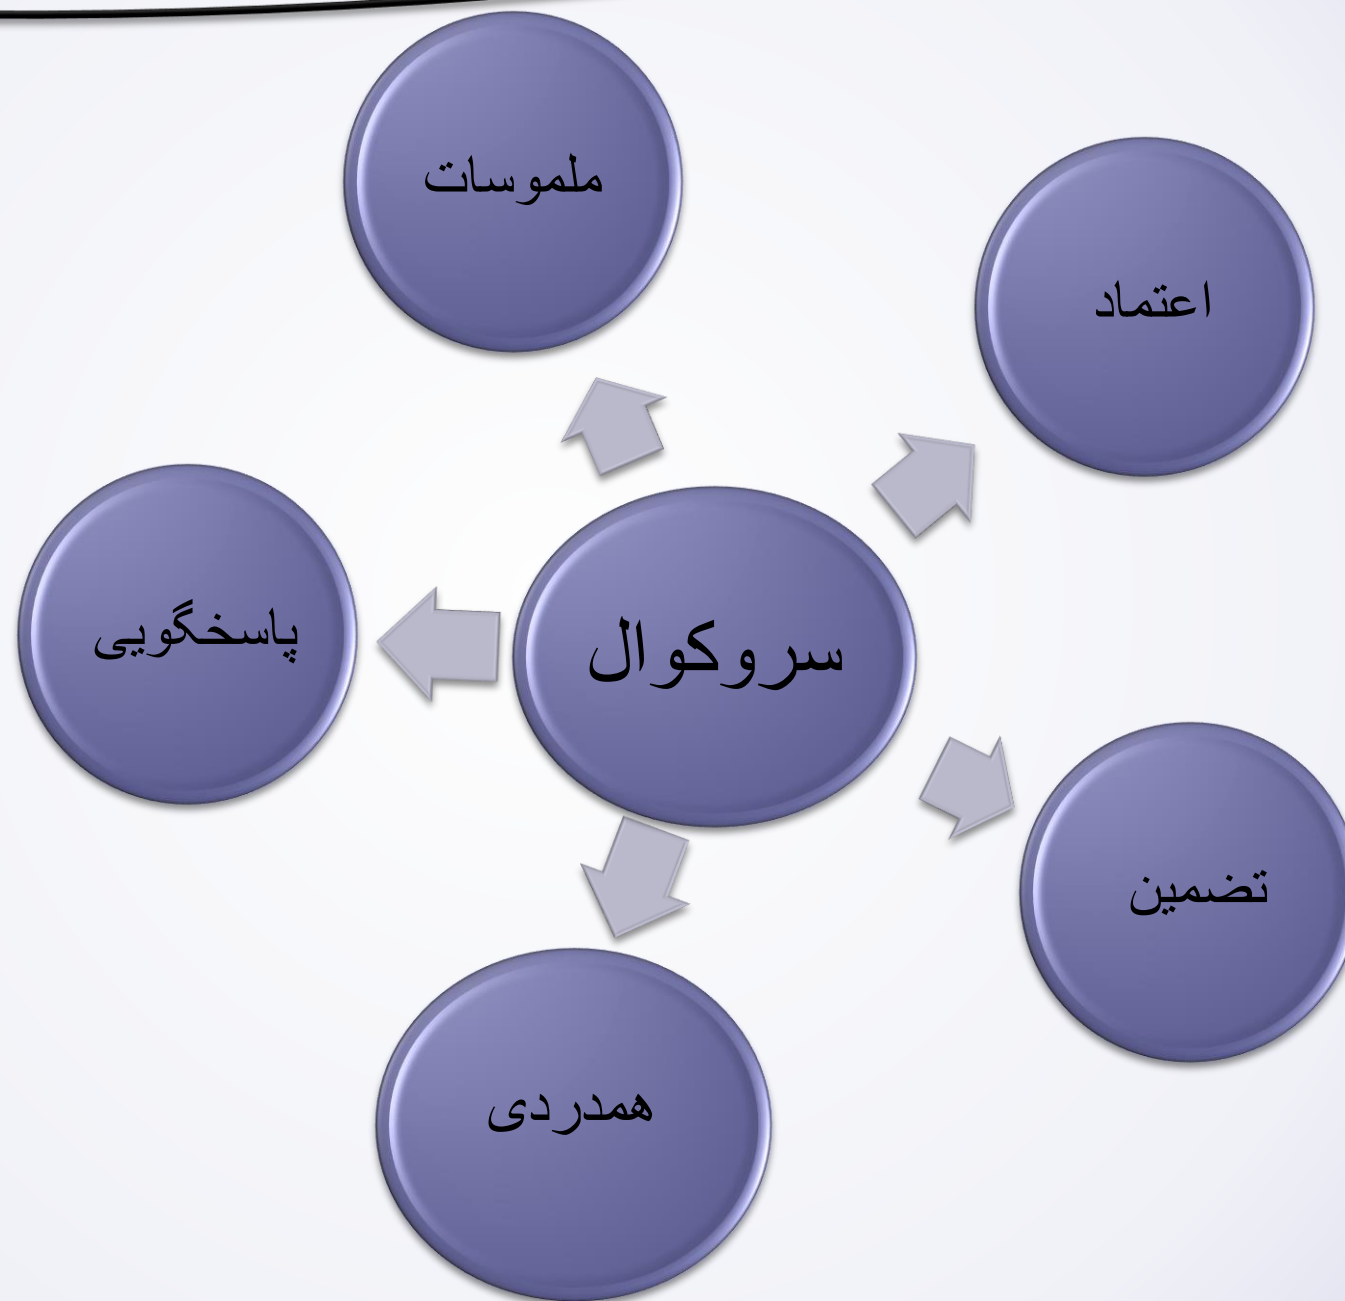 ملموسات
اعتماد
پاسخگویی
سروکوال
تضمین
همدردی